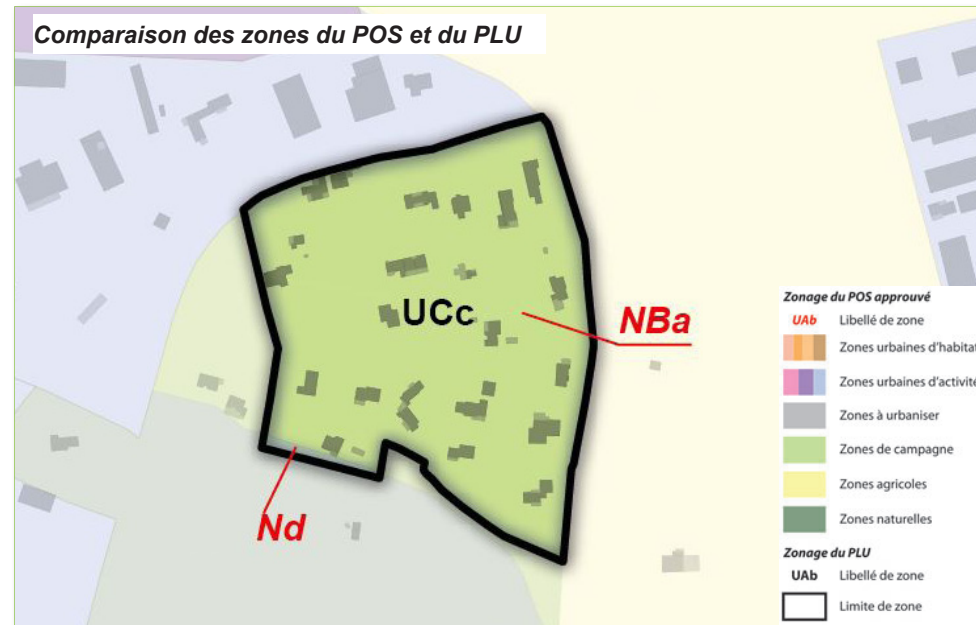 Comparaison des zones du POS et du PLU
UCc
NBa
Nd
Zonage du POS approuvé
UAb Libellé de zone
Zones urbaines d'habitat
Zones urbaines d'activité
Zones à urbaniser
Zones de campagne
Zones agricoles
Zones naturelles
Zonage du PLU
UAb Libellé de zone
Limite de zone